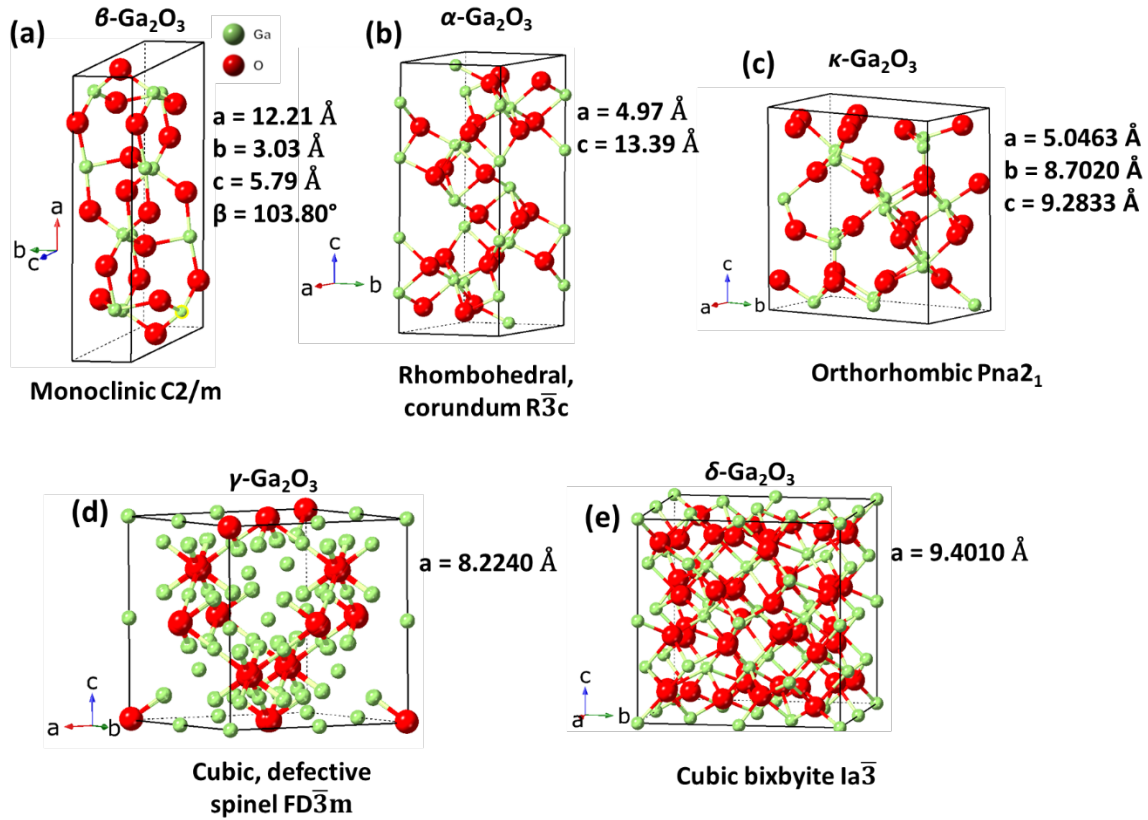 (a)
β-Ga₂O₃
Ga
O
a = 12.21 Å
b = 3.03 Å
c = 5.79 Å
β = 103.80°
a
b
c
Monoclinic C2/m
(b)
α-Ga₂O₃
a = 4.97 Å
c = 13.39 Å
c
a
b
Rhombohedral,
corundum R3̅c
(c)
κ-Ga₂O₃
a = 5.0463 Å
b = 8.7020 Å
c = 9.2833 Å
c
a
b
Orthorhombic Pna2₁
(d)
γ-Ga₂O₃
a = 8.2240 Å
c
a
b
Cubic, defective
spinel FD3̅m
(e)
δ-Ga₂O₃
a = 9.4010 Å
c
a
b
Cubic bixbyite Ia3̅